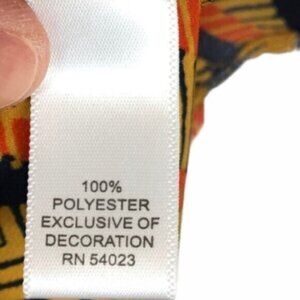 100%
POLYESTER
EXCLUSIVE OF
DECORATION
RN 54023